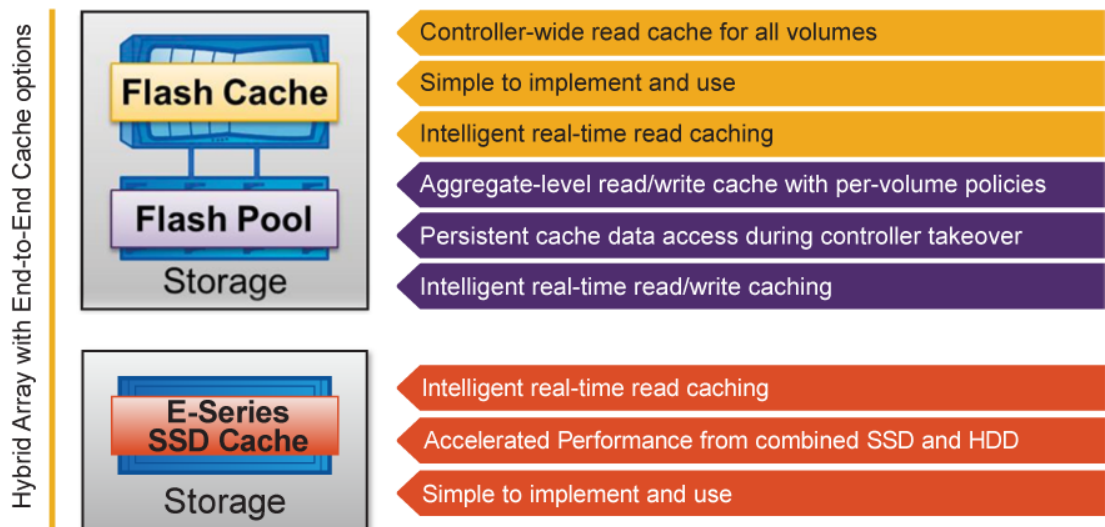 Hybrid Array with End-to-End Cache options
Flash Cache
Flash Pool
Storage
Controller-wide read cache for all volumes
Simple to implement and use
Intelligent real-time read caching
Aggregate-level read/write cache with per-volume policies
Persistent cache data access during controller takeover
Intelligent real-time read/write caching
E-Series
SSD Cache
Storage
Intelligent real-time read caching
Accelerated Performance from combined SSD and HDD
Simple to implement and use